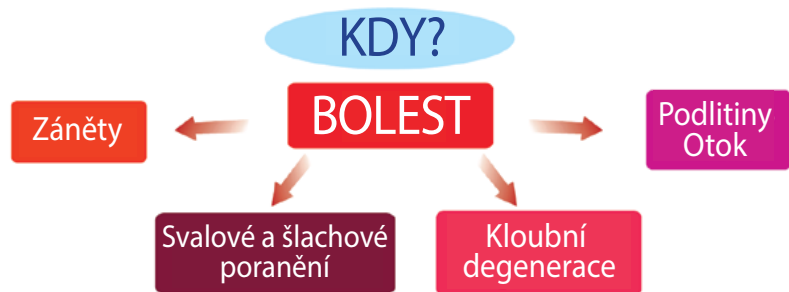 KDY?
BOLEST
Záněty
Podlitiny
Otok
Svalové a šlachové
poranění
Kloubní
degenerace